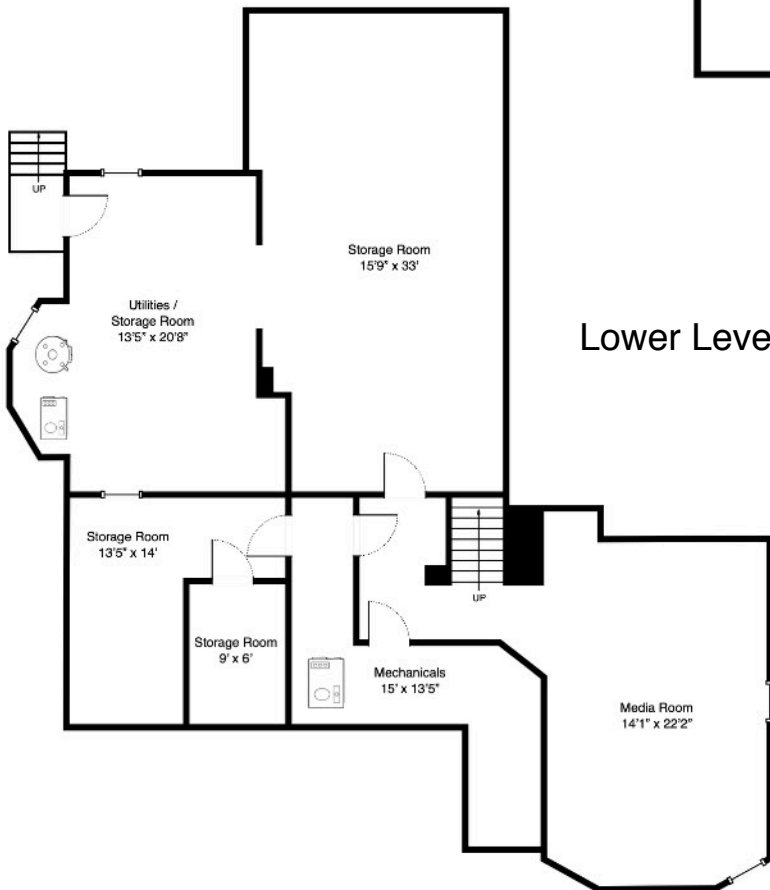 UP
Storage Room
15'9" x 33'
Utilities /
Storage Room
13'5" x 20'8"
Lower Leve
Storage Room
13'5" x 14'
UP
Storage Room
9' x 6'
Mechanicals
15' x 13'5"
Media Room
14'1" x 22'2"